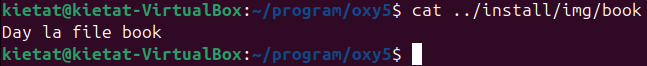 kietat@kietat-VirtualBox:~/program/oxy5$ cat ../install/img/book
Day la file book
kietat@kietat-VirtualBox:~/program/oxy5$